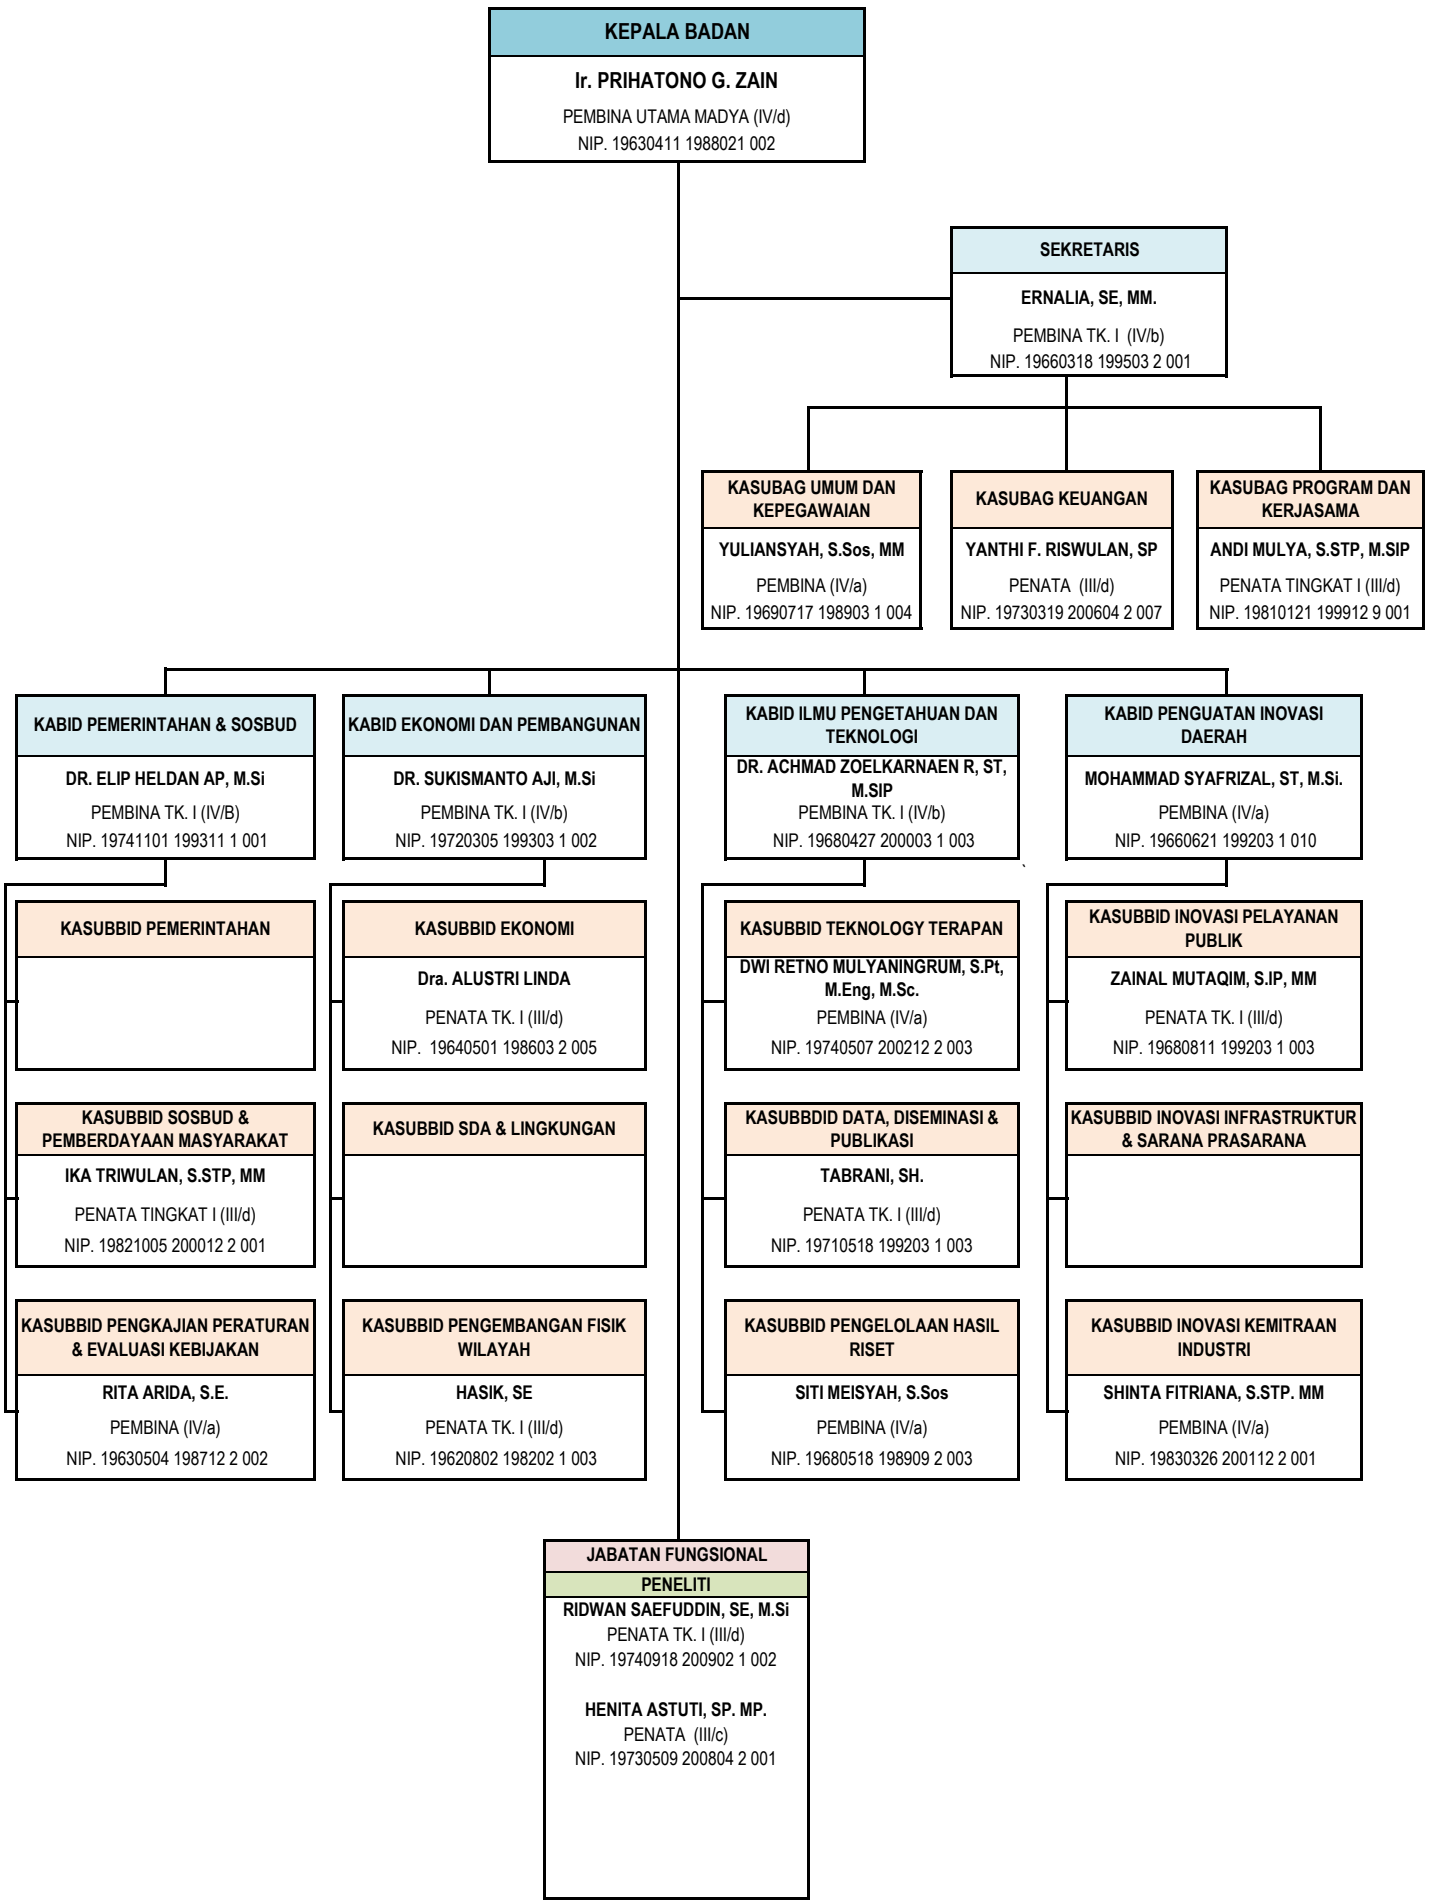 KEPALA BADAN
Ir. PRIHATONO G. ZAIN
PEMBINA UTAMA MADYA (IV/d)
NIP. 19630411 1988021 002
SEKRETARIS
ERNALIA, SE, MM.
PEMBINA TK. I (IV/b)
NIP. 19660318 199503 2 001
KASUBAG UMUM DAN
KEPEGAWAIAN
YULIANSYAH, S.Sos, MM
PEMBINA (IV/a)
NIP. 19690717 198903 1 004
KASUBAG KEUANGAN
YANTHI F. RISWULAN, SP
PENATA (III/d)
NIP. 19730319 200604 2 007
KASUBAG PROGRAM DAN
KERJASAMA
ANDI MULYA, S.STP, M.SIP
PENATA TINGKAT I (III/d)
NIP. 19810121 199912 9 001
KABID PEMERINTAHAN & SOSBUD
DR. ELIP HELDAN AP, M.Si
PEMBINA TK. I (IV/B)
NIP. 19741101 199311 1 001
KABID EKONOMI DAN PEMBANGUNAN
DR. SUKISMANTO AJI, M.Si
PEMBINA TK. I (IV/b)
NIP. 19720305 199303 1 002
KABID ILMU PENGETAHUAN DAN
TEKNOLOGI
DR. ACHMAD ZOELKARNAEN R, ST,
M.SIP
PEMBINA TK. I (IV/b)
NIP. 19680427 200003 1 003
KABID PENGUATAN INOVASI
DAERAH
MOHAMMAD SYAFRIZAL, ST, M.Si.
PEMBINA (IV/a)
NIP. 19660621 199203 1 010
`
KASUBBID PEMERINTAHAN
KASUBBID SOSBUD &
PEMBERDAYAAN MASYARAKAT
IKA TRIWULAN, S.STP, MM
PENATA TINGKAT I (III/d)
NIP. 19821005 200012 2 001
KASUBBID PENGKAJIAN PERATURAN
& EVALUASI KEBIJAKAN
RITA ARIDA, S.E.
PEMBINA (IV/a)
NIP. 19630504 198712 2 002
KASUBBID EKONOMI
Dra. ALUSTRI LINDA
PENATA TK. I (III/d)
NIP. 19640501 198603 2 005
KASUBBID SDA & LINGKUNGAN
KASUBBID PENGEMBANGAN FISIK
WILAYAH
HASIK, SE
PENATA TK. I (III/d)
NIP. 19620802 198202 1 003
KASUBBID TEKNOLOGY TERAPAN
DWI RETNO MULYANINGRUM, S.Pt,
M.Eng, M.Sc.
PEMBINA (IV/a)
NIP. 19740507 200212 2 003
KASUBBDID DATA, DISEMINASI &
PUBLIKASI
TABRANI, SH.
PENATA TK. I (III/d)
NIP. 19710518 199203 1 003
KASUBBID PENGELOLAAN HASIL
RISET
SITI MEISYAH, S.Sos
PEMBINA (IV/a)
NIP. 19680518 198909 2 003
KASUBBID INOVASI PELAYANAN
PUBLIK
ZAINAL MUTAQIM, S.IP, MM
PENATA TK. I (III/d)
NIP. 19680811 199203 1 003
KASUBBID INOVASI INFRASTRUKTUR
& SARANA PRASARANA
KASUBBID INOVASI KEMITRAAN
INDUSTRI
SHINTA FITRIANA, S.STP. MM
PEMBINA (IV/a)
NIP. 19830326 200112 2 001
JABATAN FUNGSIONAL
PENELITI
RIDWAN SAEFUDDIN, SE, M.Si
PENATA TK. I (III/d)
NIP. 19740918 200902 1 002
HENITA ASTUTI, SP. MP.
PENATA (III/c)
NIP. 19730509 200804 2 001